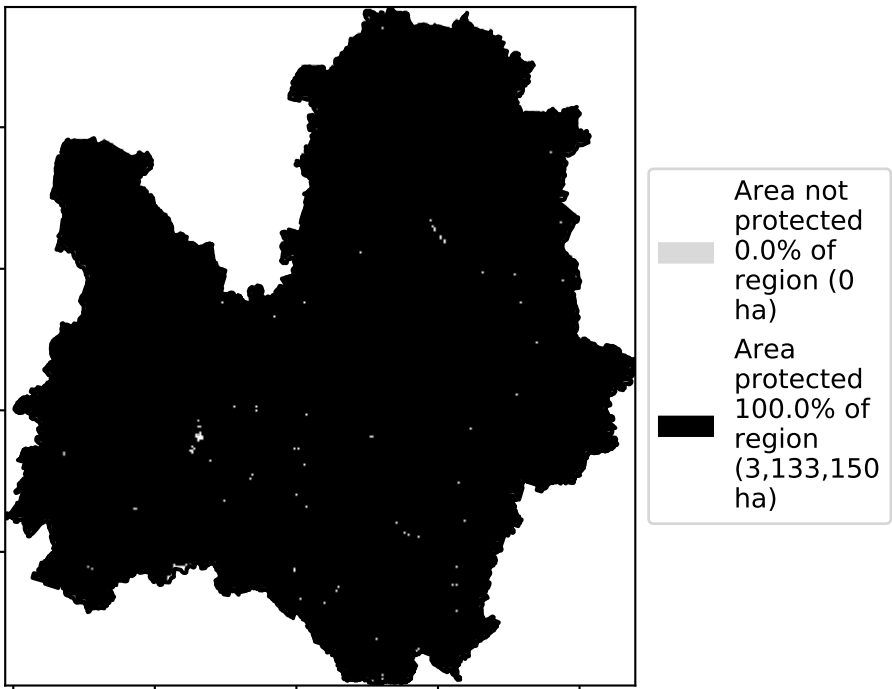 Area not
protected
0.0% of
region (0
ha)
Area
protected
100.0% of
region
(3,133,150
ha)